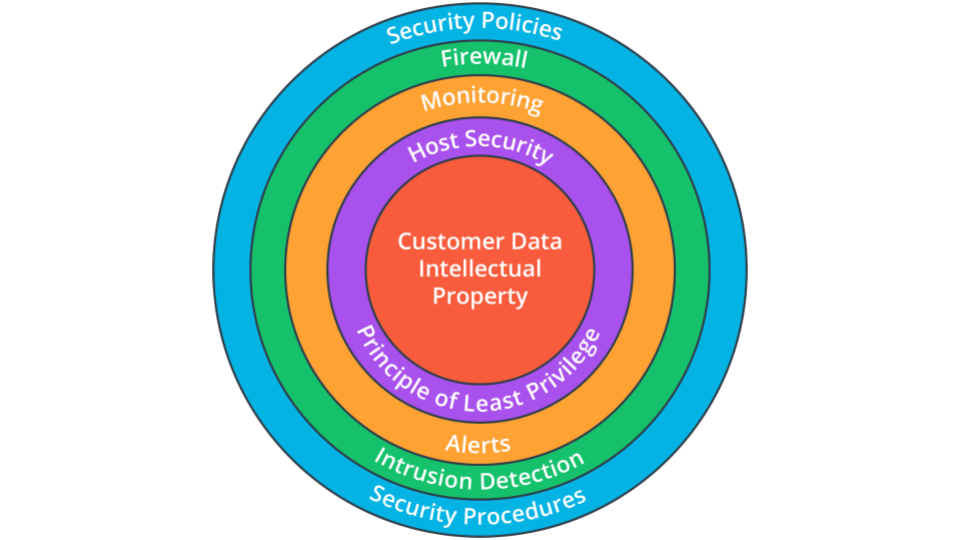 Security Policies
Firewall
Monitoring
Host Security
Customer Data
Intellectual
Property
Principle of Least Privilege
Alerts
Intrusion Detection
Security Procedures